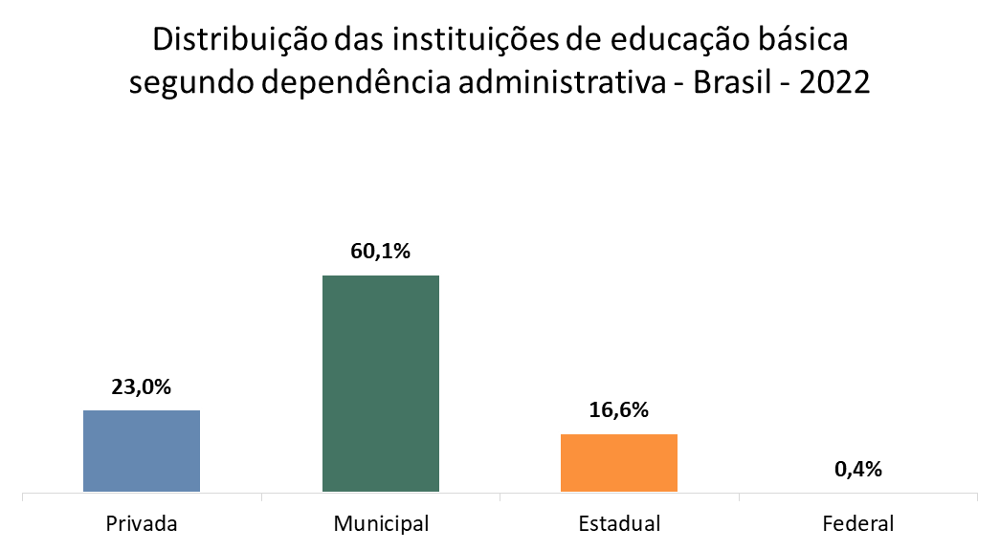 Distribuição das instituições de educação básica
segundo dependência administrativa - Brasil - 2022
60,1%
23,0%
16,6%
0,4%
Privada
Municipal
Estadual
Federal